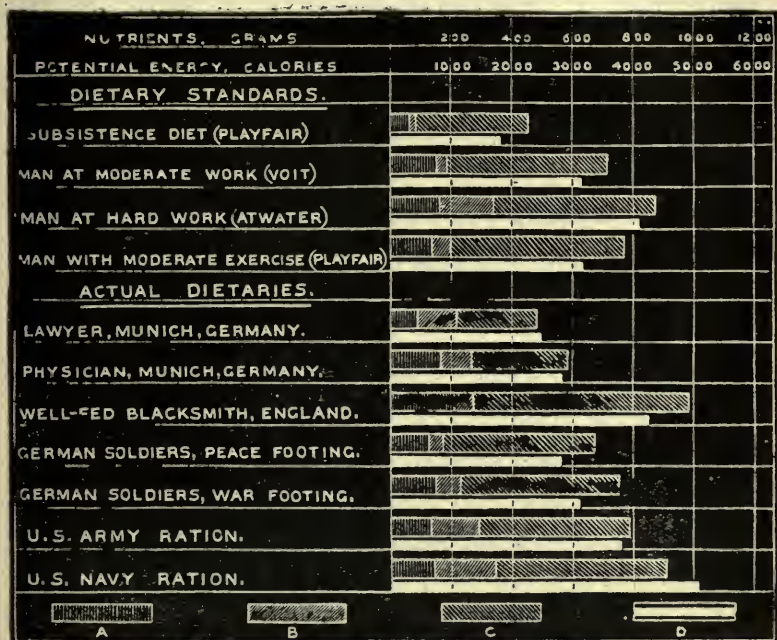 NUTRIENTS, GRAMS 200 400 600 800 1000 1200
POTENTIAL ENERGY, CALORIES 1000 2000 3000 4000 5000 6000
DIETARY STANDARDS.
SUBSISTENCE DIET (PLAYFAIR)
MAN AT MODERATE WORK (VOIT)
MAN AT HARD WORK (ATWATER)
MAN WITH MODERATE EXERCISE (PLAYFAIR)
ACTUAL DIETARIES.
LAWYER, MUNICH, GERMANY.
PHYSICIAN, MUNICH, GERMANY.
WELL-FED BLACKSMITH, ENGLAND.
GERMAN SOLDIERS, PEACE FOOTING.
GERMAN SOLDIERS, WAR FOOTING.
U.S. ARMY RATION.
U.S. NAVY RATION.
A B C D